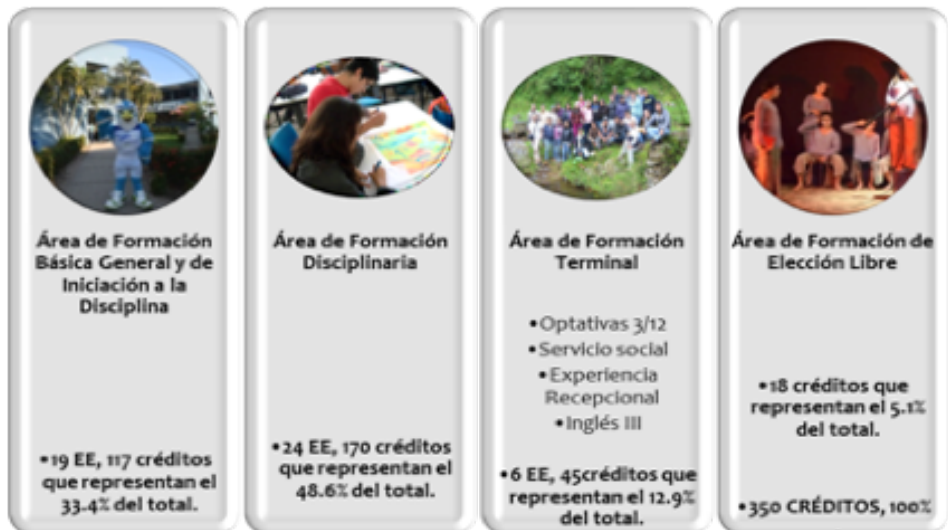 Área de Formación
Básica General y de
Iniciación a la
Disciplina
•19 EE, 117 créditos
que representan el
33.4% del total.
Área de Formación
Disciplinaria
•24 EE, 170 créditos
que representan el
48.6% del total.
Área de Formación
Terminal
•Optativas 3/12
•Servicio social
•Experiencia
Recepcional
•Inglés III
•6 EE, 45créditos que
representan el 12.9%
del total.
Área de Formación de
Elección Libre
•18 créditos que
representan el 5.1%
del total.
•350 CRÉDITOS, 100%